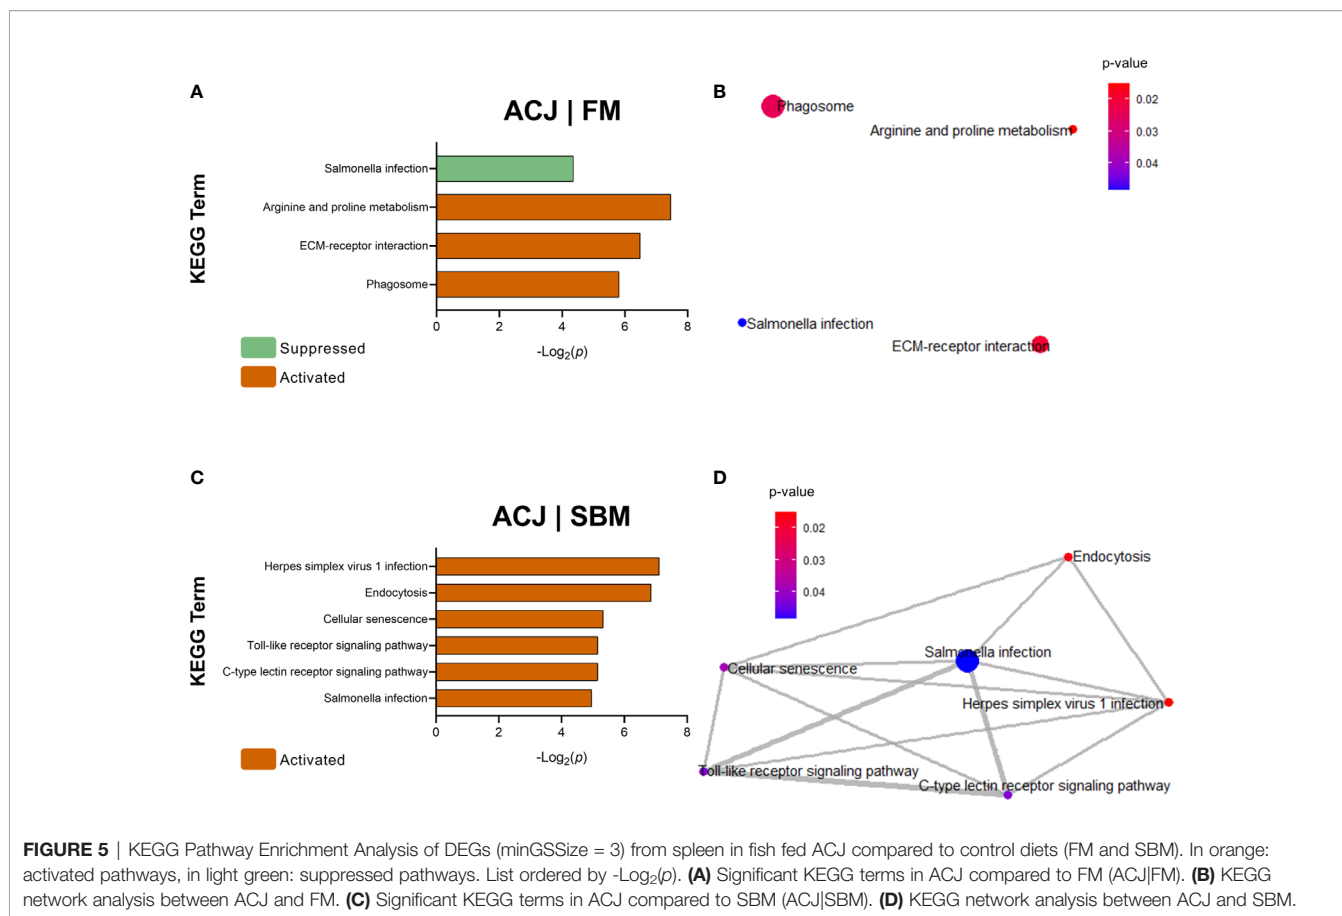 A
ACJ | FM
KEGG Term
Salmonella infection
Arginine and proline metabolism
ECM-receptor interaction
Phagosome
0 2 4 6 8
-Log2(p)
Suppressed
Activated
B
p-value
0.02
0.03
0.04
Phagosome
Arginine and proline metabolism
Salmonella infection
ECM-receptor interaction
C
ACJ | SBM
KEGG Term
Herpes simplex virus 1 infection
Endocytosis
Cellular senescence
Toll-like receptor signaling pathway
C-type lectin receptor signaling pathway
Salmonella infection
0 2 4 6 8
-Log2(p)
Activated
D
p-value
0.02
0.03
0.04
Endocytosis
Salmonella infection
Cellular senescence
Herpes simplex virus 1 infection
Toll-like receptor signaling pathway
C-type lectin receptor signaling pathway
FIGURE 5 | KEGG Pathway Enrichment Analysis of DEGs (minGSSize = 3) from spleen in fish fed ACJ compared to control diets (FM and SBM). In orange:
activated pathways, in light green: suppressed pathways. List ordered by -Log2(p). (A) Significant KEGG terms in ACJ compared to FM (ACJ|FM). (B) KEGG
network analysis between ACJ and FM. (C) Significant KEGG terms in ACJ compared to SBM (ACJ|SBM). (D) KEGG network analysis between ACJ and SBM.